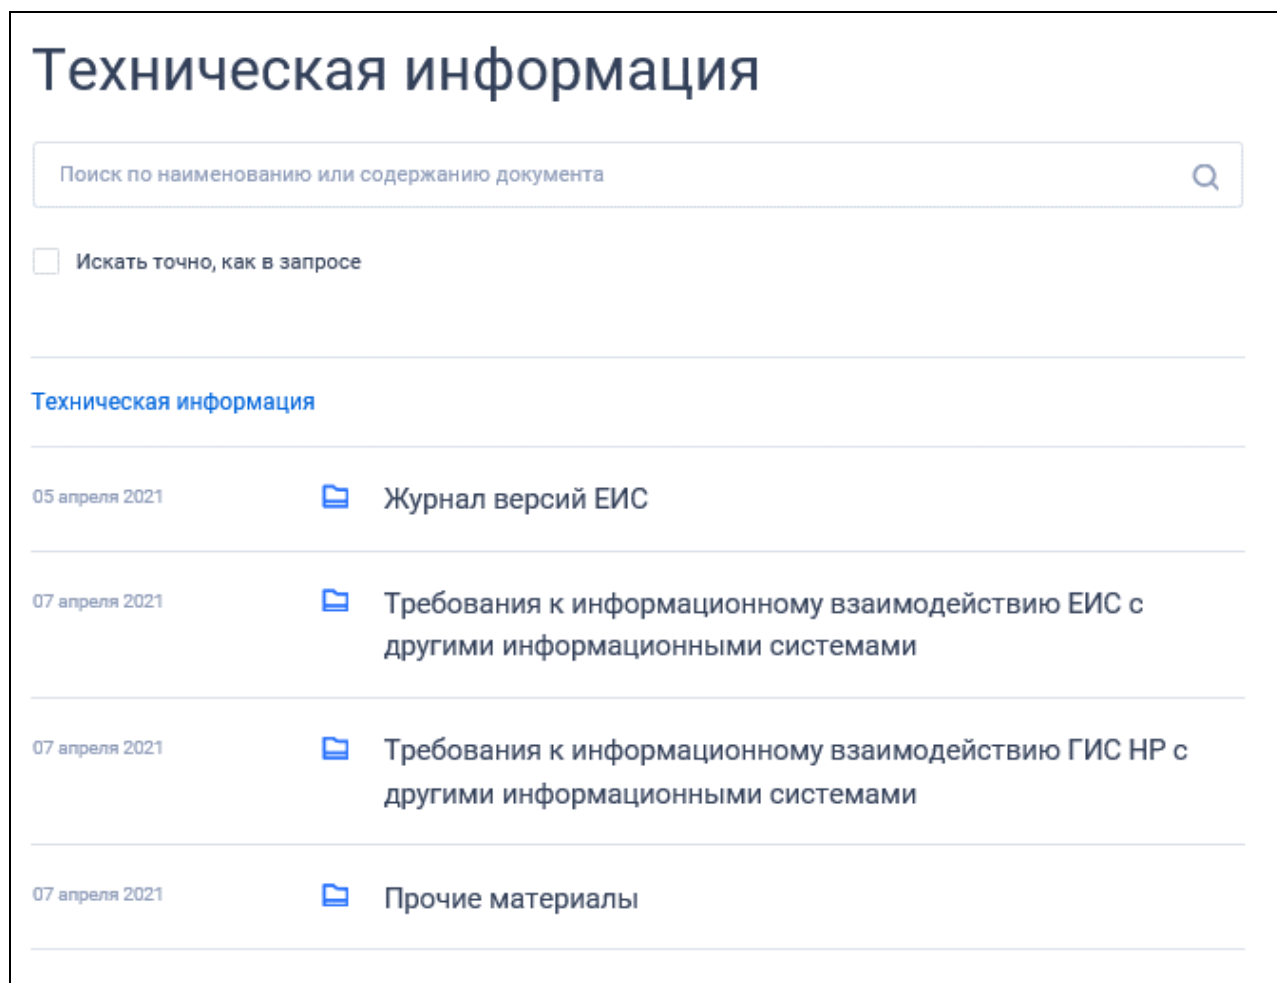 Техническая информация
Поиск по наименованию или содержанию документа
Искать точно, как в запросе
Техническая информация
05 апреля 2021 Журнал версий ЕИС
07 апреля 2021 Требования к информационному взаимодействию ЕИС с
другими информационными системами
07 апреля 2021 Требования к информационному взаимодействию ГИС НР с
другими информационными системами
07 апреля 2021 Прочие материалы